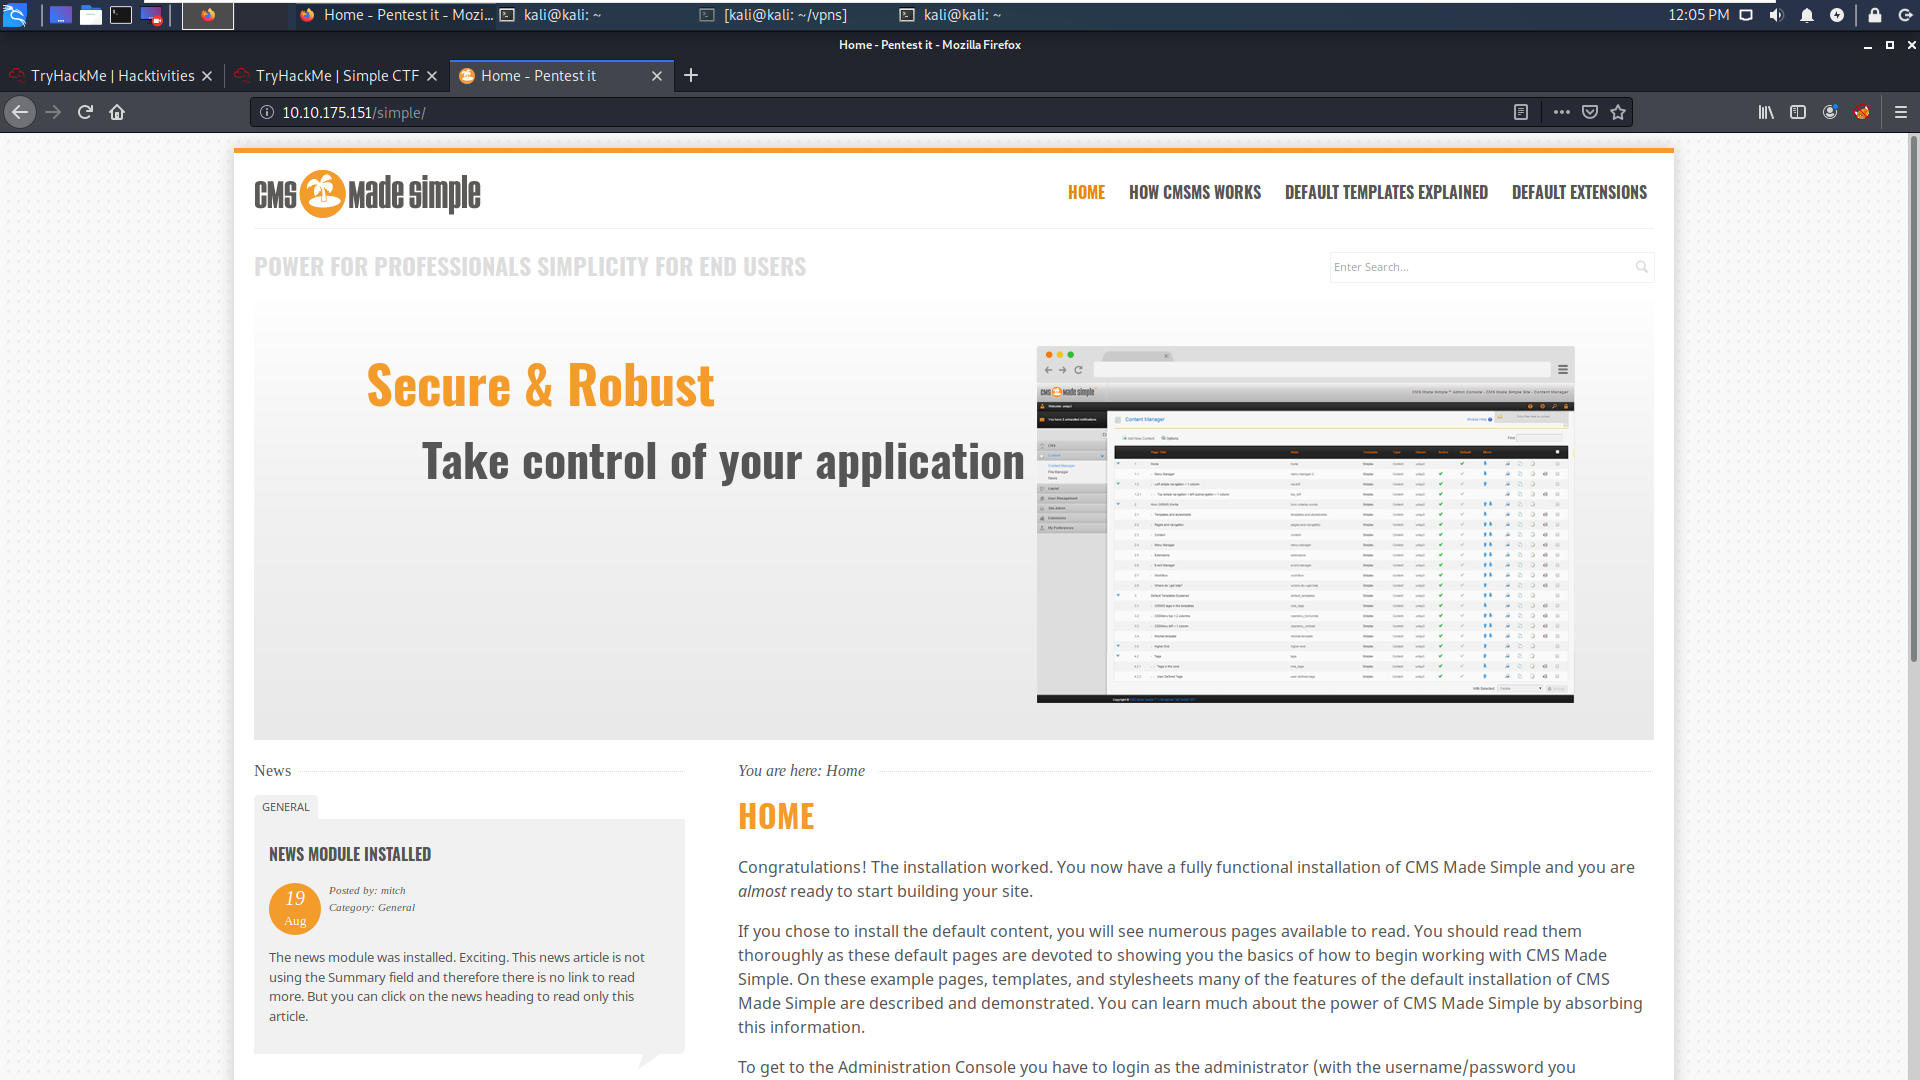 Home - Pentest it - Mozi... kali@kali: ~ [kali@kali: ~/vpns] kali@kali: ~ 12:05 PM
Home - Pentest it - Mozilla Firefox
TryHackMe | Hacktivities TryHackMe | Simple CTF Home - Pentest it
10.10.175.151/simple/
CMS made simple
HOME HOW CMSMS WORKS DEFAULT TEMPLATES EXPLAINED DEFAULT EXTENSIONS
POWER FOR PROFESSIONALS SIMPLICITY FOR END USERS
Enter Search...
Secure & Robust
Take control of your application
CMS made simple
Content Manager
News
You are here: Home
GENERAL
HOME
NEWS MODULE INSTALLED
19
Aug
Posted by: mitch
Category: General
The news module was installed. Exciting. This news article is not
using the Summary field and therefore there is no link to read
more. But you can click on the news heading to read only this
article.
Congratulations! The installation worked. You now have a fully functional installation of CMS Made Simple and you are
almost ready to start building your site.
If you chose to install the default content, you will see numerous pages available to read. You should read them
thoroughly as these default pages are devoted to showing you the basics of how to begin working with CMS Made
Simple. On these example pages, templates, and stylesheets many of the features of the default installation of CMS
Made Simple are described and demonstrated. You can learn much about the power of CMS Made Simple by absorbing
this information.
To get to the Administration Console you have to login as the administrator (with the username/password you